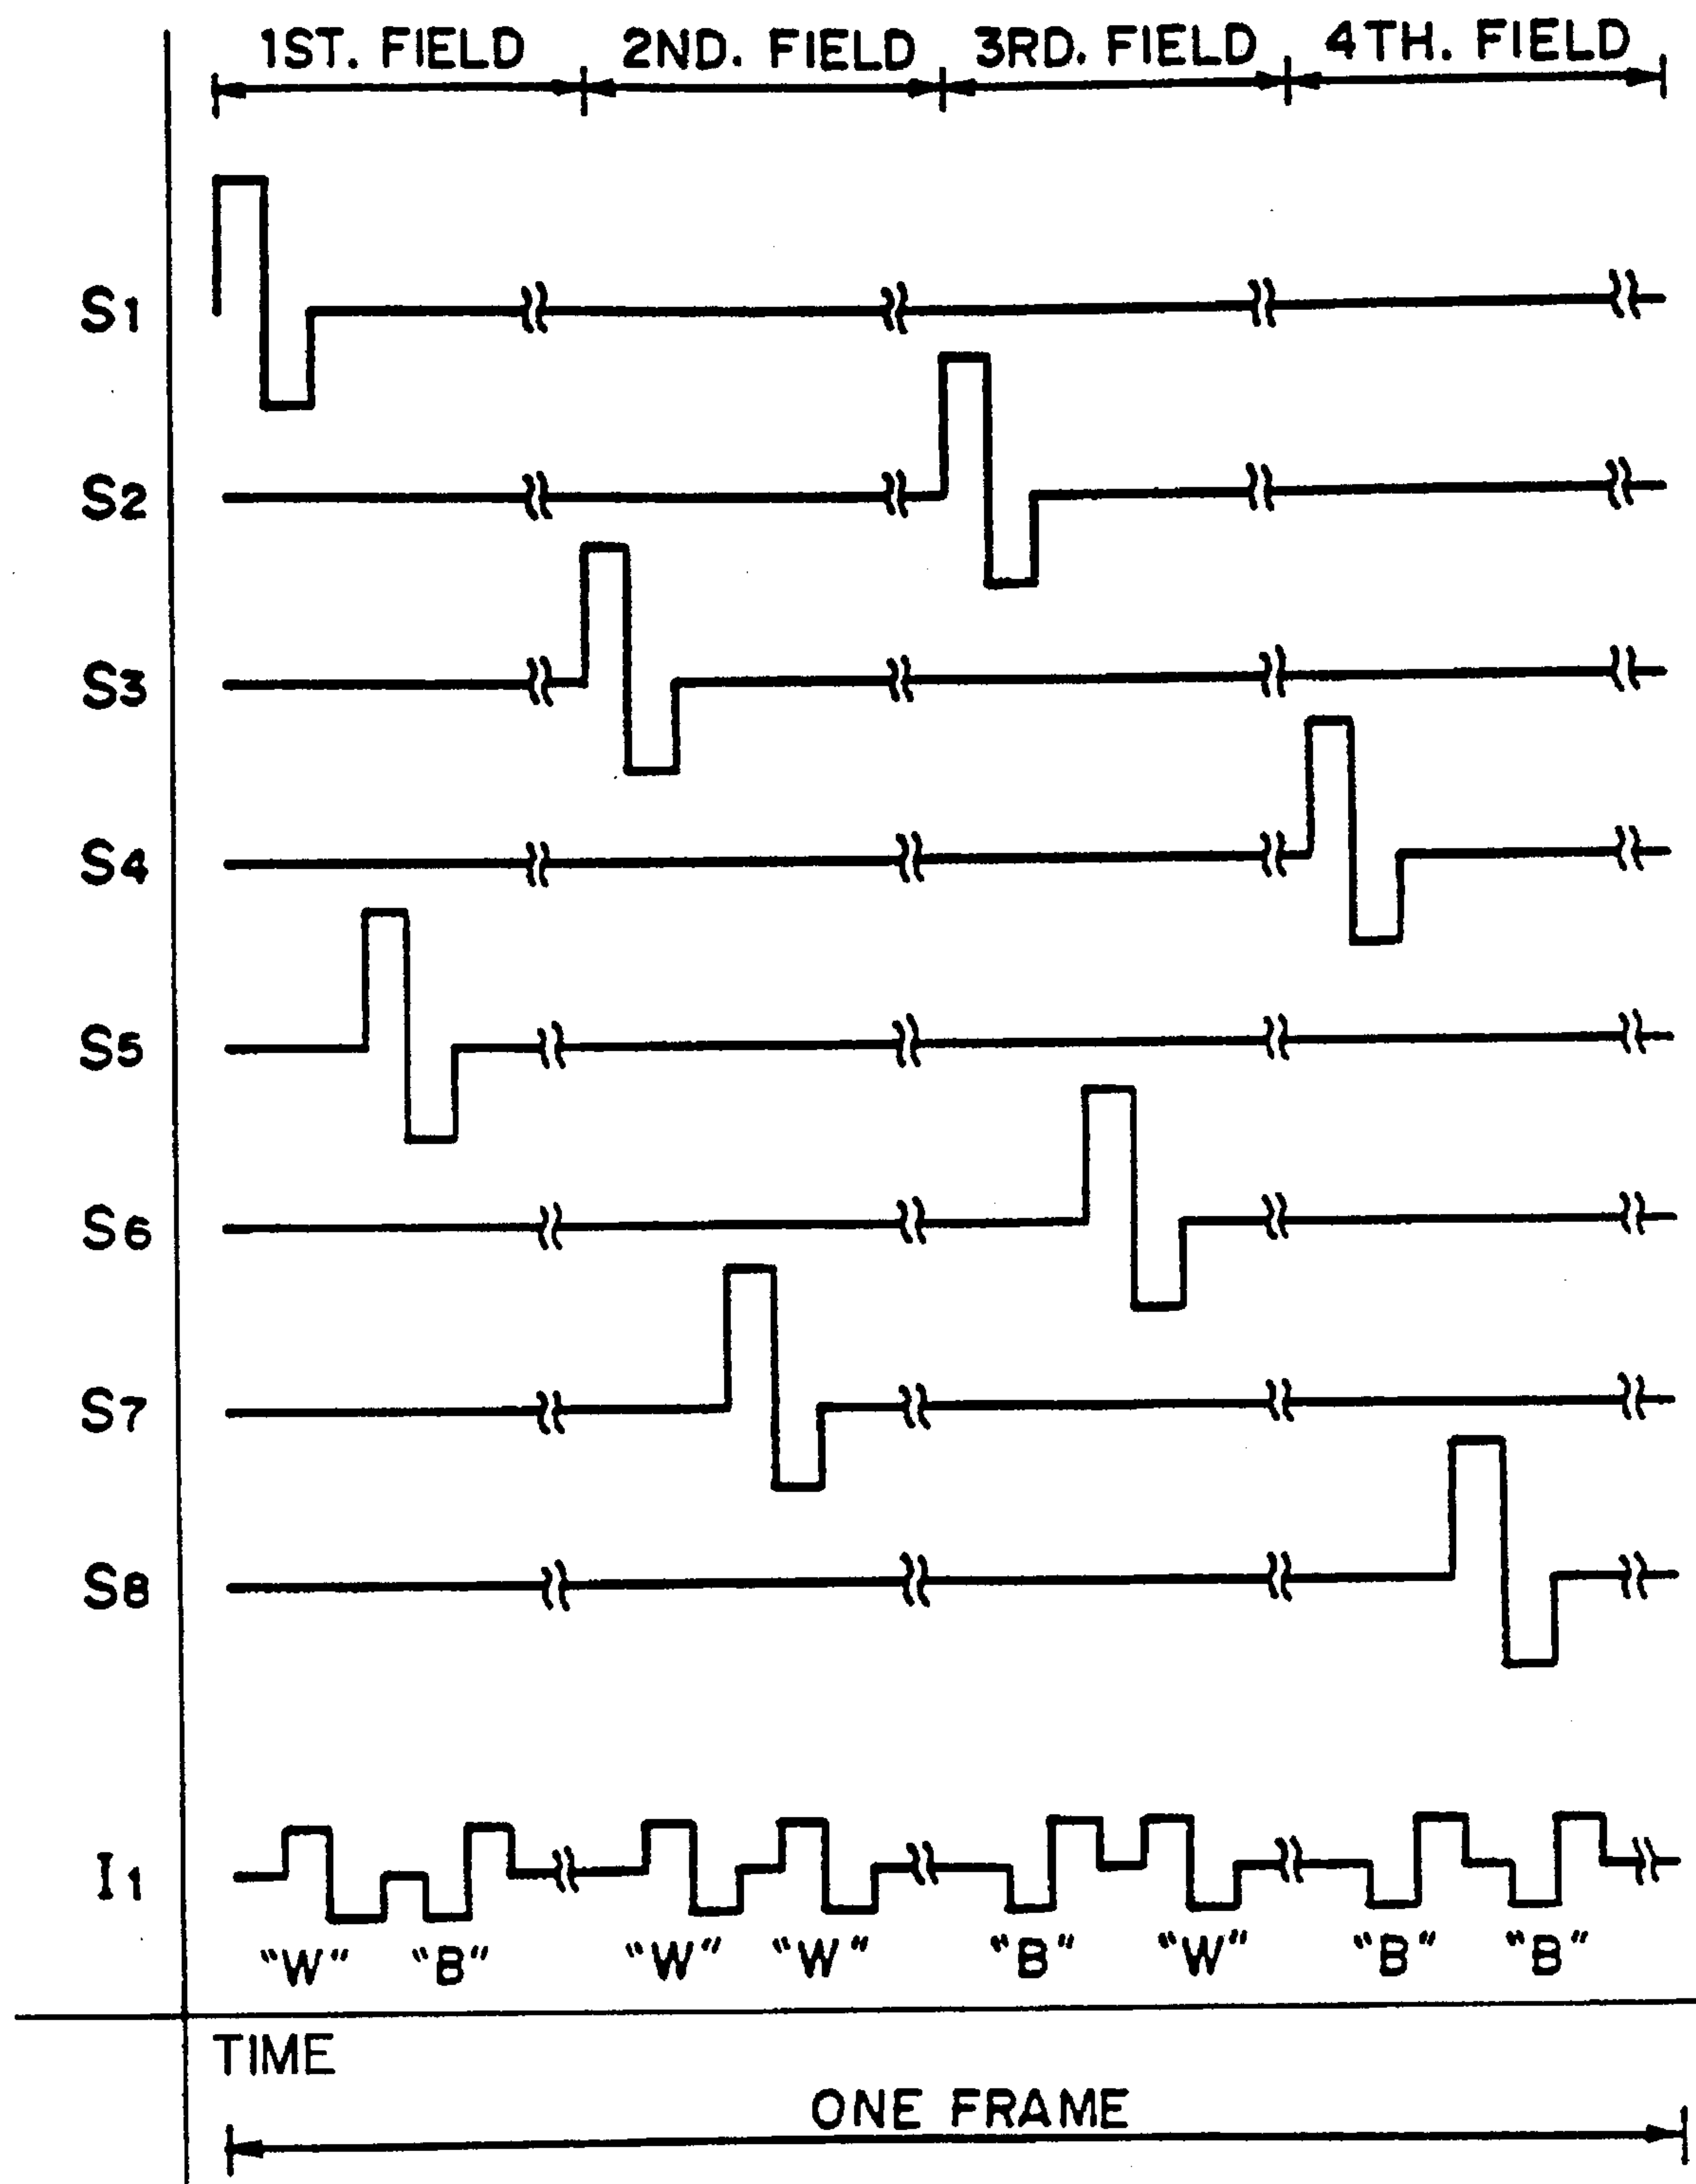 1ST. FIELD 2ND. FIELD 3RD. FIELD 4TH. FIELD
S1
S2
S3
S4
S5
S6
S7
S8
I1
"W" "B" "W" "W" "B" "W" "B" "B"
TIME
ONE FRAME